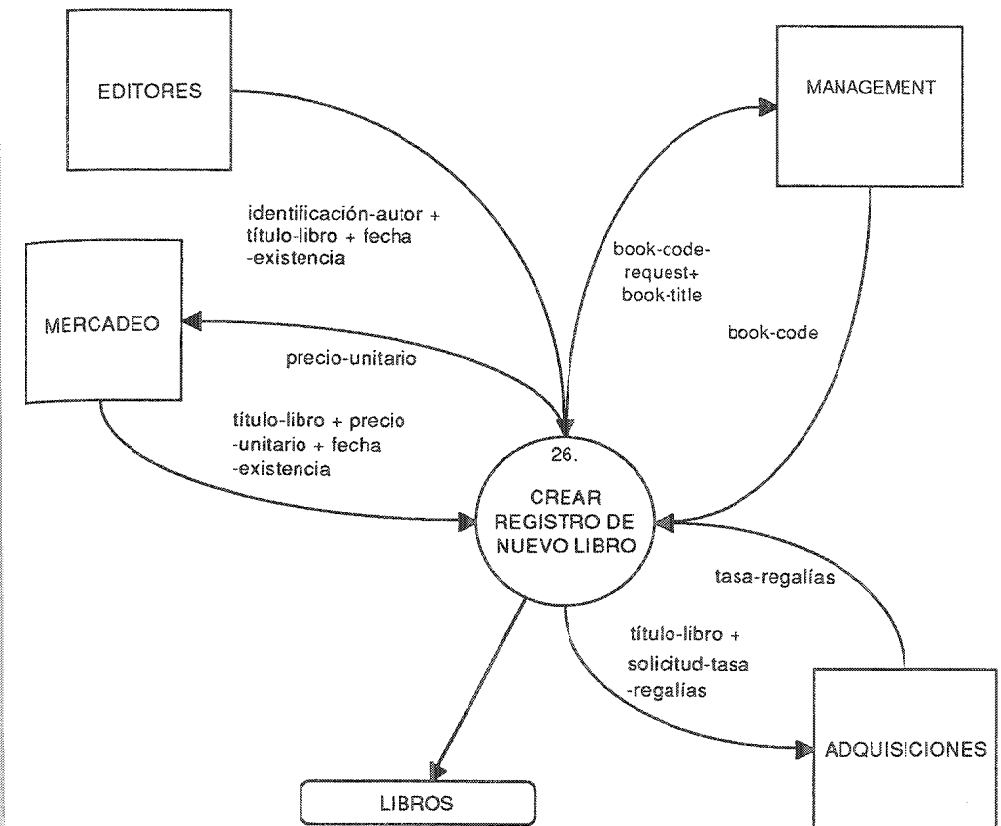 EDITORES
MANAGEMENT
identificación-autor +
título-libro + fecha
-existencia
book-code-
request+
book-title
MERCADEO
book-code
precio-unitario
título-libro + precio
-unitario + fecha
-existencia
26.
CREAR
REGISTRO DE
NUEVO LIBRO
tasa-regalías
título-libro +
solicitud-tasa
-regalías
ADQUISICIONES
LIBROS